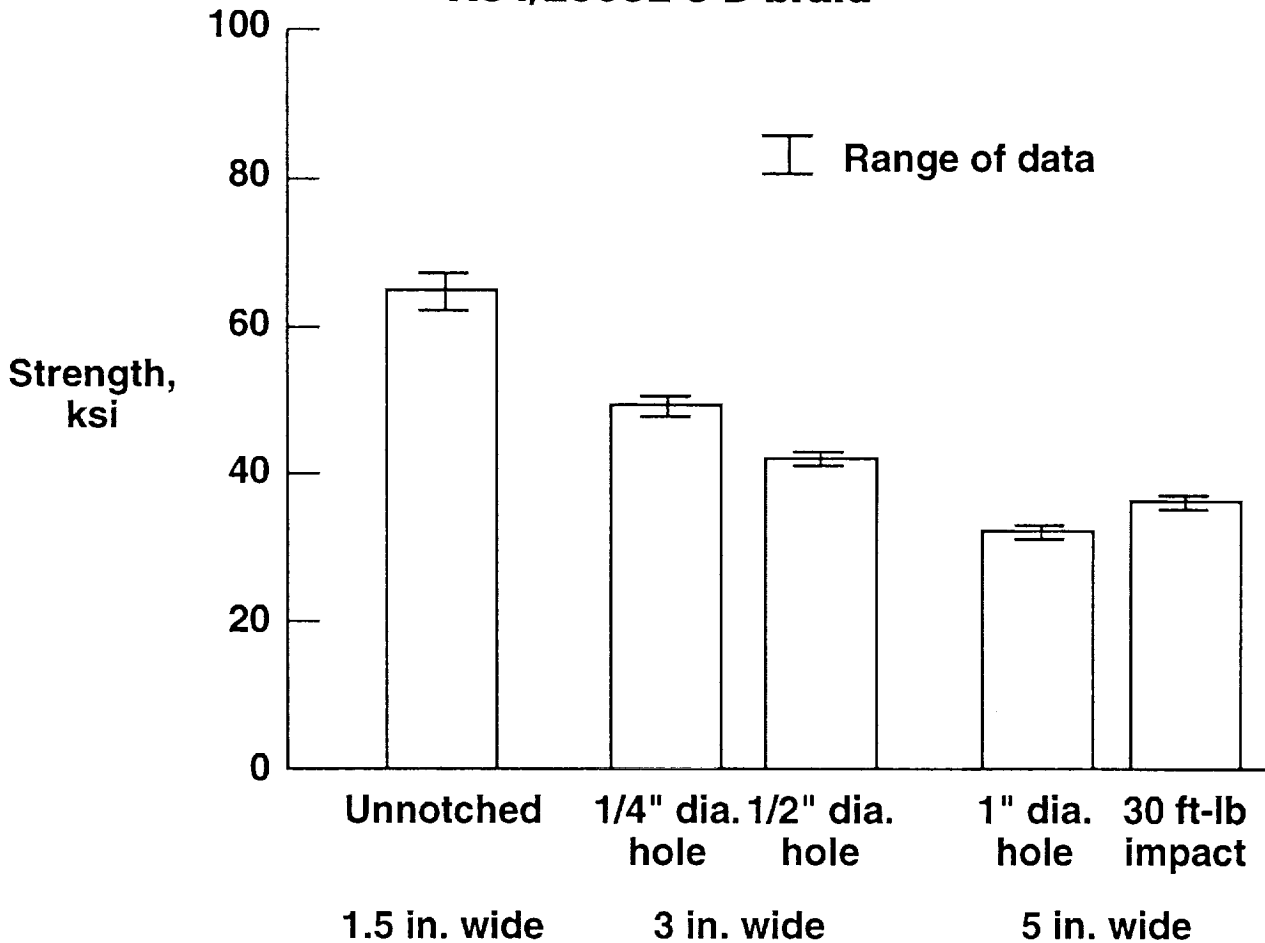 braid
100
80
60
40
20
0
Range of data
Strength,
ksi
Unnotched
1/4" dia.
hole
1/2" dia.
hole
1" dia.
hole
30 ft-lb
impact
1.5 in. wide
3 in. wide
5 in. wide